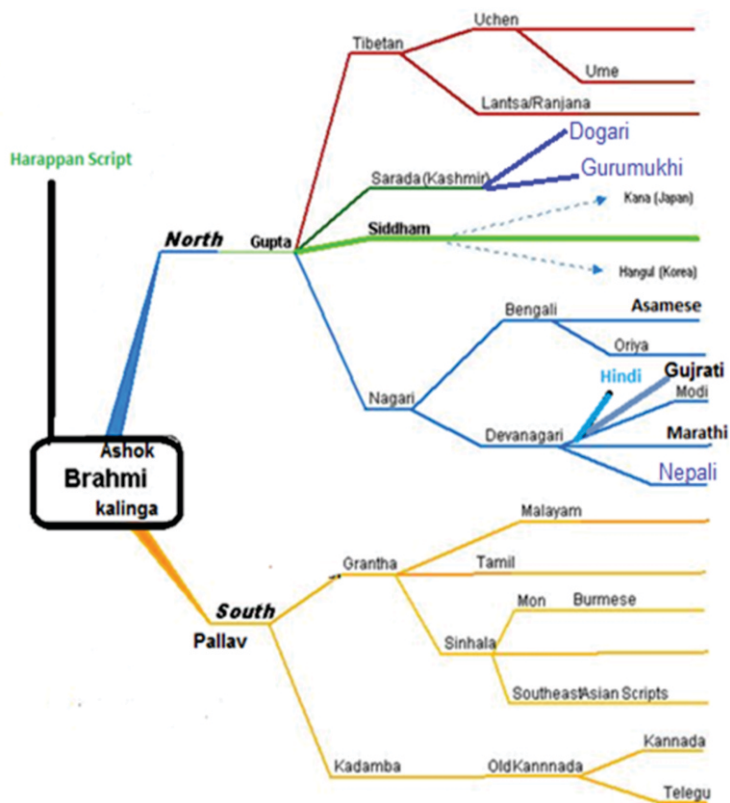 Uchen
Tibetan
Ume
Lantsa/Ranjana
Dogari
Harappan Script
Gurumukhi
Sarada(Kashmir)
Kana (Japan)
Siddham
North
Gupta
Hangul (Korea)
Bengali
Asamese
Oriya
Hindi
Gujrati
Nagari
Modi
Devanagari
Marathi
Ashok
Brahmi
Nepali
kalinga
Malayam
Grantha
Tamil
Mon
Burmese
South
Pallav
Sinhala
SoutheastAsian Scripts
Kannada
Kadamba
OldKannnada
Telegu